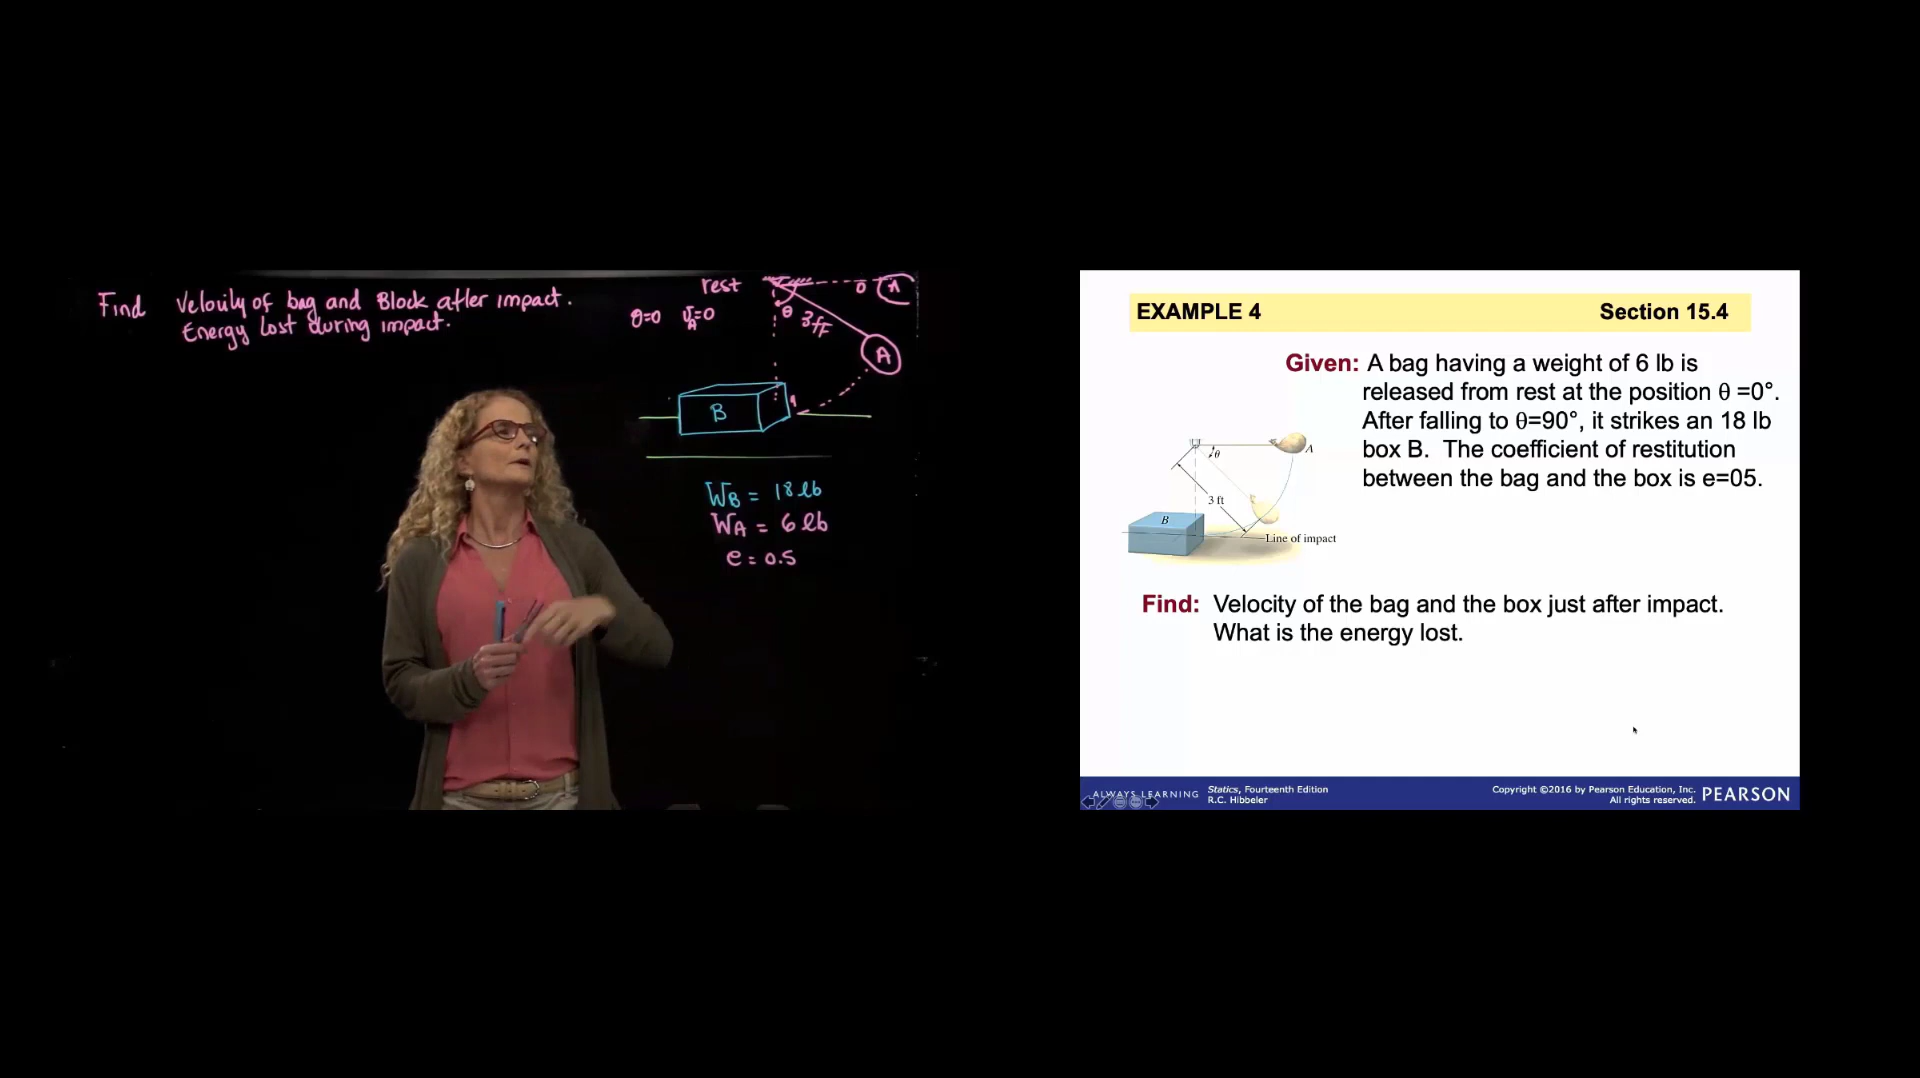 Find Velocity of bag and Block after impact.
Energy Lost during impact.
rest
θ=0 v_A=0
θ
3ft
A
A
B
W_B = 18 lb
W_A = 6 lb
e = 0.5
EXAMPLE 4 Section 15.4
Given: A bag having a weight of 6 lb is
released from rest at the position θ =0°.
After falling to θ=90°, it strikes an 18 lb
box B. The coefficient of restitution
between the bag and the box is e=05.
A
θ
3 ft
B
Line of impact
Find: Velocity of the bag and the box just after impact.
What is the energy lost.
ALWAYS LEARNING
Statics, Fourteenth Edition
R.C. Hibbeler
Copyright ©2016 by Pearson Education, Inc.
All rights reserved.
PEARSON